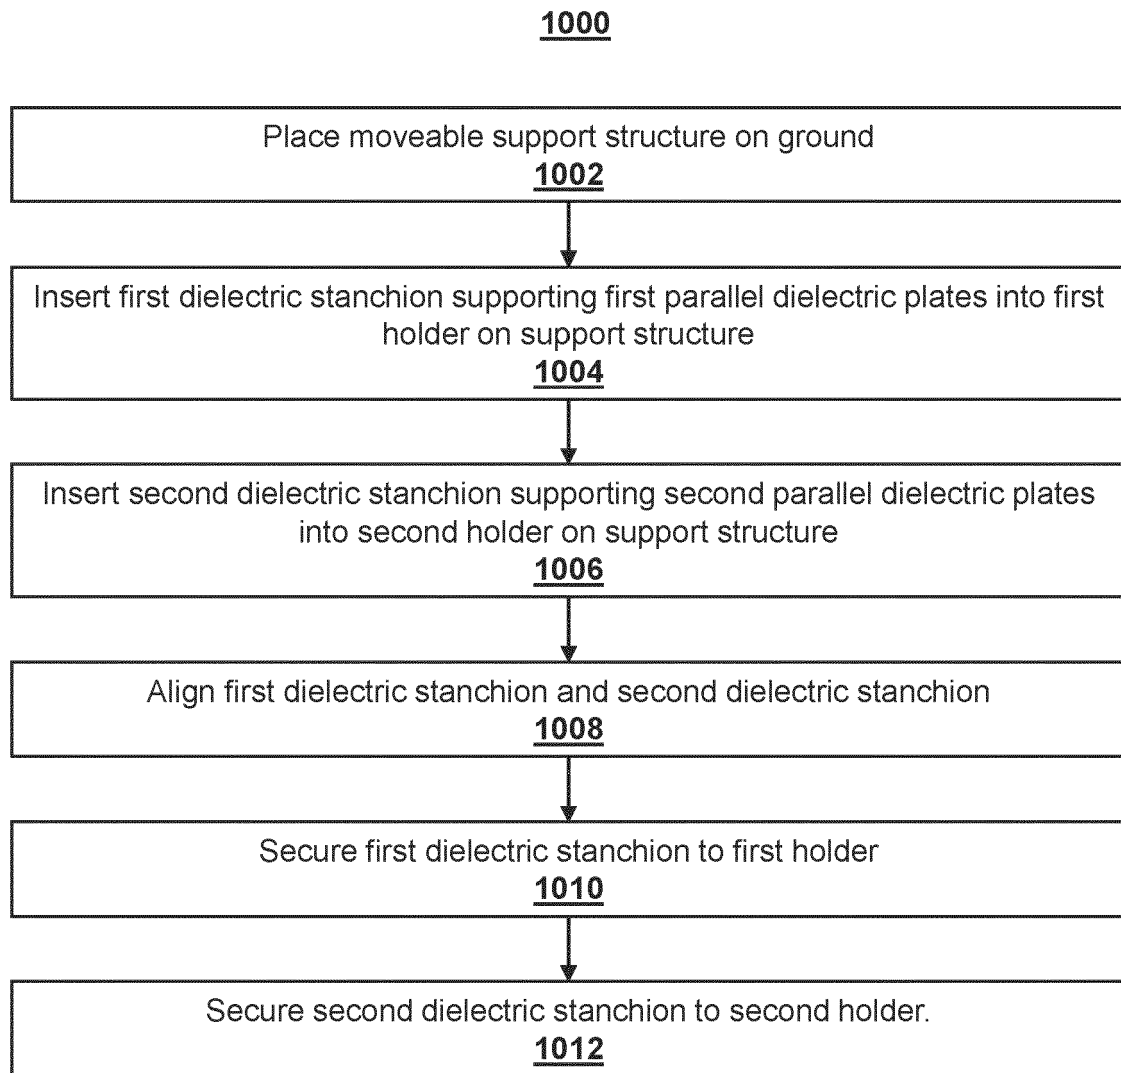 1000
Place moveable support structure on ground
1002
Insert first dielectric stanchion supporting first parallel dielectric plates into first
holder on support structure
1004
Insert second dielectric stanchion supporting second parallel dielectric plates
into second holder on support structure
1006
Align first dielectric stanchion and second dielectric stanchion
1008
Secure first dielectric stanchion to first holder
1010
Secure second dielectric stanchion to second holder.
1012